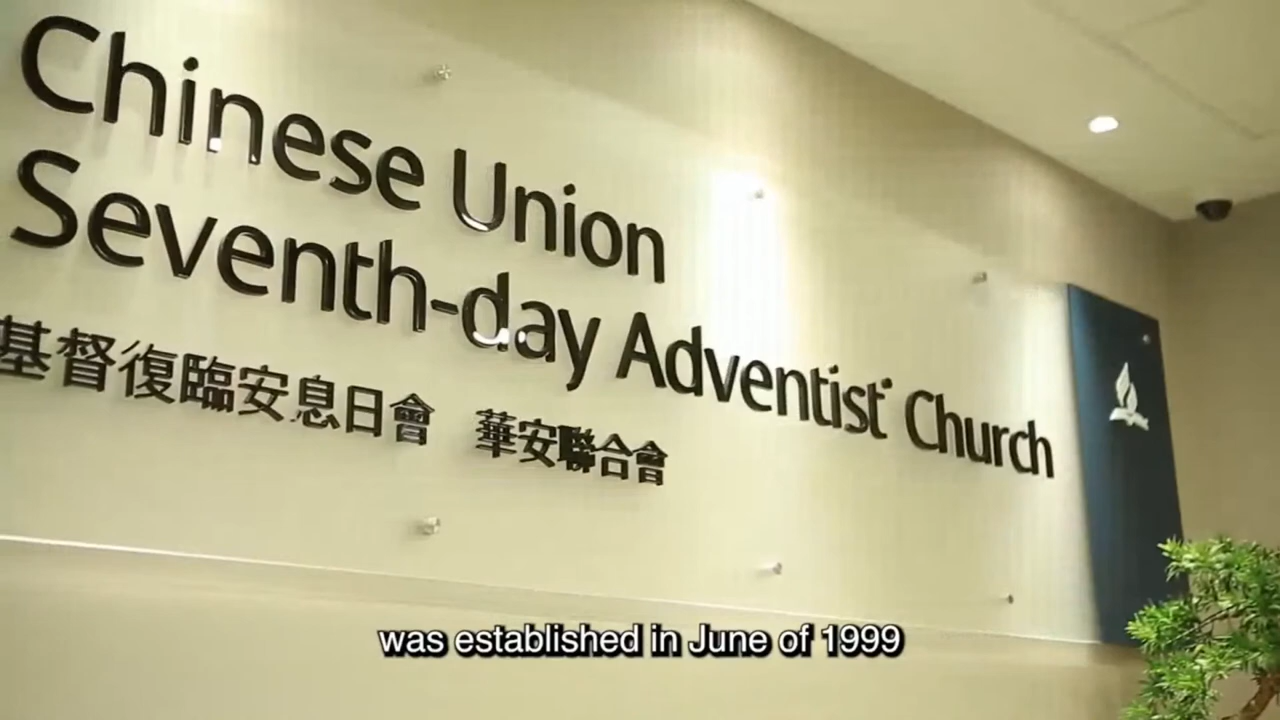 Chinese Union
Seventh-day Adventist® Church
基督復臨安息日會 華安聯合會
was established in June of 1999